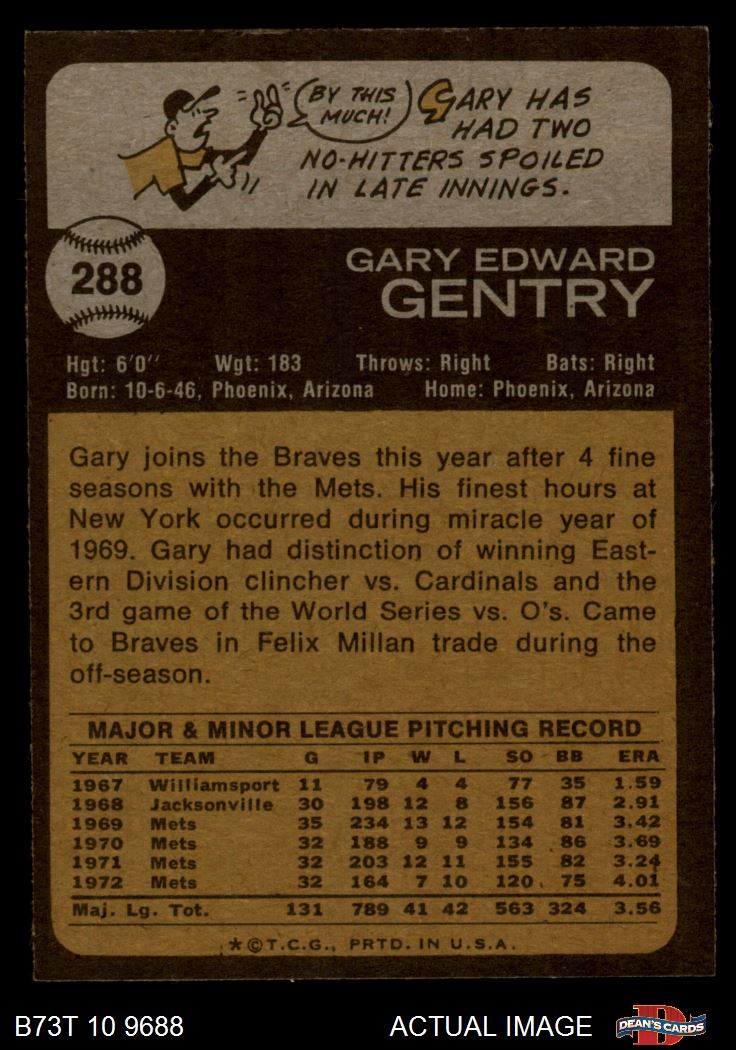 BY THIS MUCH!
GARY HAS
HAD TWO
NO-HITTERS SPOILED
IN LATE INNINGS.
288
GARY EDWARD
GENTRY
Hgt: 6'0'' Wgt: 183 Throws: Right Bats: Right
Born: 10-6-46, Phoenix, Arizona Home: Phoenix, Arizona
Gary joins the Braves this year after 4 fine
seasons with the Mets. His finest hours at
New York occurred during miracle year of
1969. Gary had distinction of winning East-
ern Division clincher vs. Cardinals and the
3rd game of the World Series vs. O's. Came
to Braves in Felix Millan trade during the
off-season.
MAJOR & MINOR LEAGUE PITCHING RECORD
YEAR TEAM G IP W L SO BB ERA
1967 Williamsport 11 79 4 4 77 35 1.59
1968 Jacksonville 30 198 12 8 156 87 2.91
1969 Mets 35 234 13 12 154 81 3.42
1970 Mets 32 188 9 9 134 86 3.69
1971 Mets 32 203 12 11 155 82 3.24
1972 Mets 32 164 7 10 120 75 4.01
Maj. Lg. Tot. 131 789 41 42 563 324 3.56
*©T.C.G., PRTD. IN U.S.A.
B73T 10 9688 ACTUAL IMAGE DEAN'S CARDS